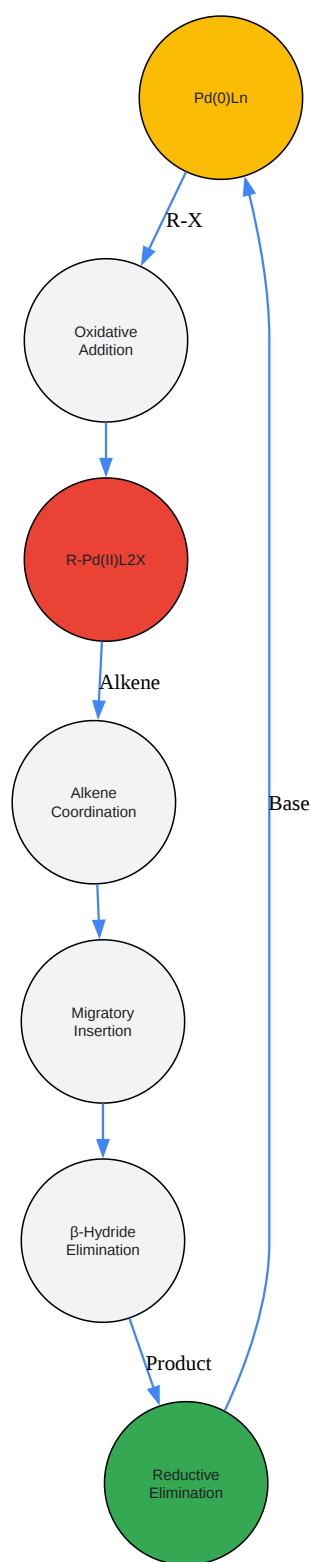 Pd(0)Ln
R-X
Oxidative
Addition
R-Pd(II)L2X
Alkene
Alkene
Coordination
Base
Migratory
Insertion
β-Hydride
Elimination
Product
Reductive
Elimination